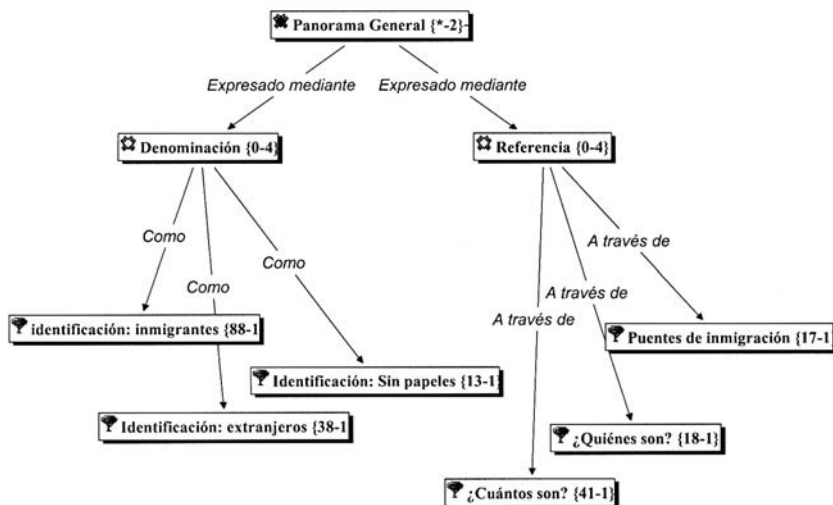 Panorama General {*-2}-
Expresado mediante
Expresado mediante
Denominación {0-4}
Referencia {0-4}
Como
Como
Como
A través de
A través de
A través de
identificación: inmigrantes {88-1
Puentes de inmigración {17-1
Identificación: Sin papeles {13-1}
Identificación: extranjeros {38-1
¿Quiénes son? {18-1}
¿Cuántos son? {41-1}